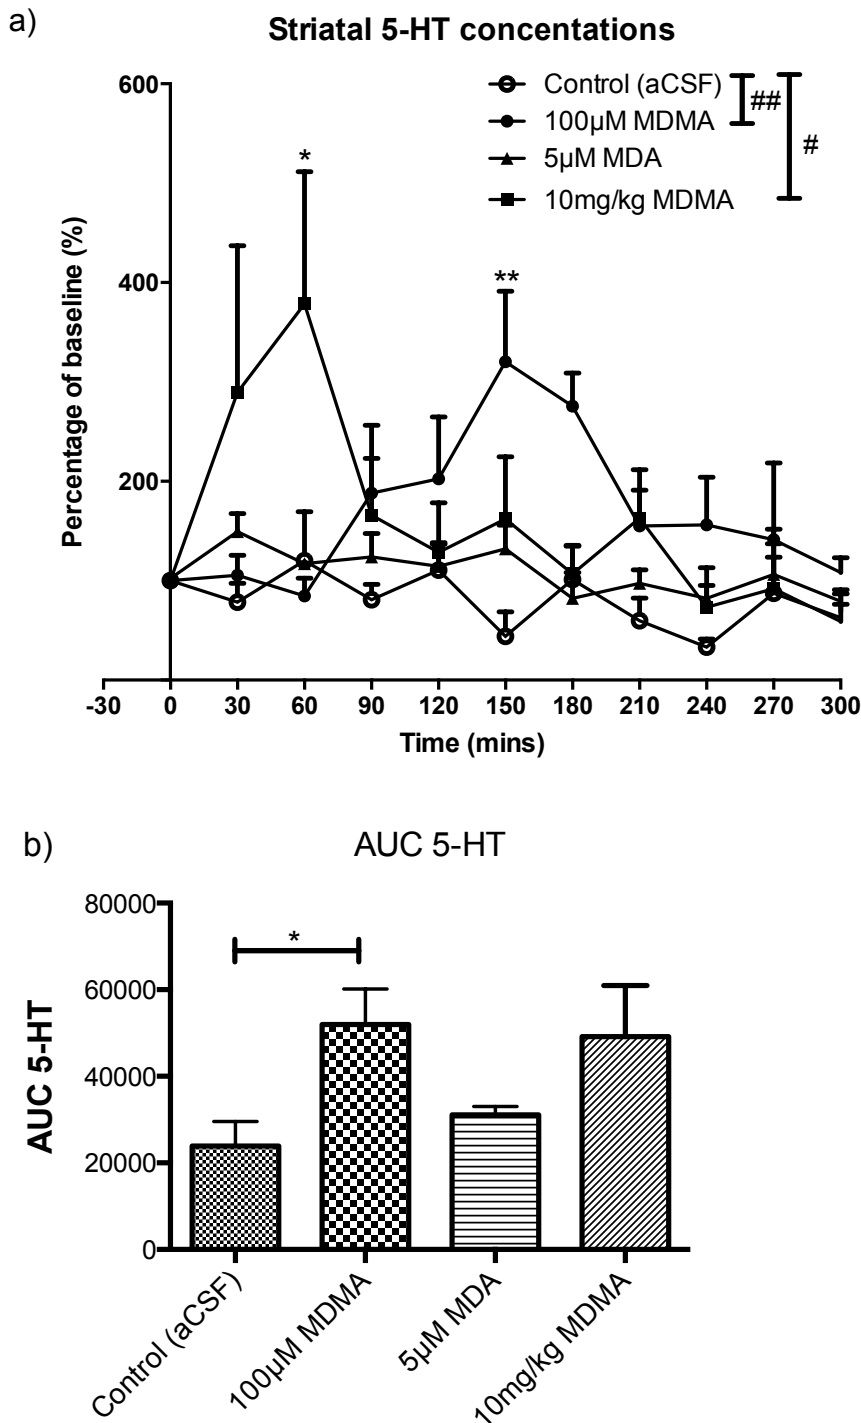 a)
Striatal 5-HT concentations
Control (aCSF)
100µM MDMA
5µM MDA
10mg/kg MDMA
##
#
600
400
200
Percentage of baseline (%)
*
**
-30 0 30 60 90 120 150 180 210 240 270 300
Time (mins)
b)
AUC 5-HT
80000
60000
40000
20000
0
AUC 5-HT
*
Control (aCSF)
100µM MDMA
5µM MDA
10mg/kg MDMA